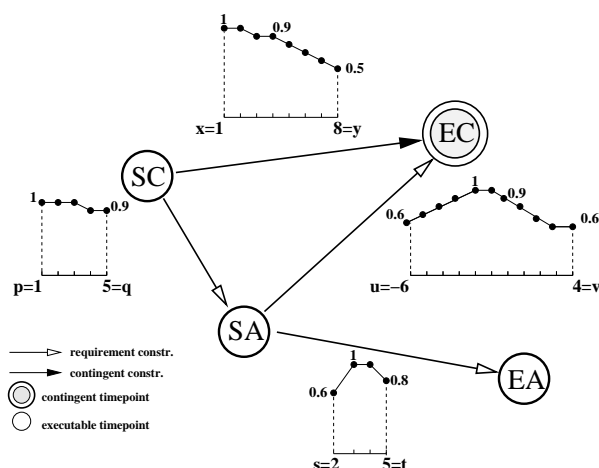 1
0.9
0.5
x=1
8=y
EC
SC
1
0.9
p=1
5=q
1
0.9
0.6
0.6
u=−6
4=v
SA
1
0.8
0.6
s=2
5=t
EA
requirement constr.
contingent constr.
contingent timepoint
executable timepoint